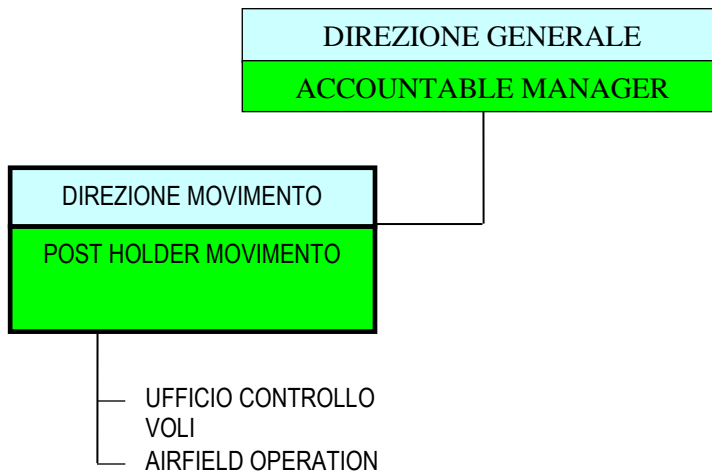 DIREZIONE GENERALE
ACCOUNTABLE MANAGER
DIREZIONE MOVIMENTO
POST HOLDER MOVIMENTO
UFFICIO CONTROLLO
VOLI
AIRFIELD OPERATION